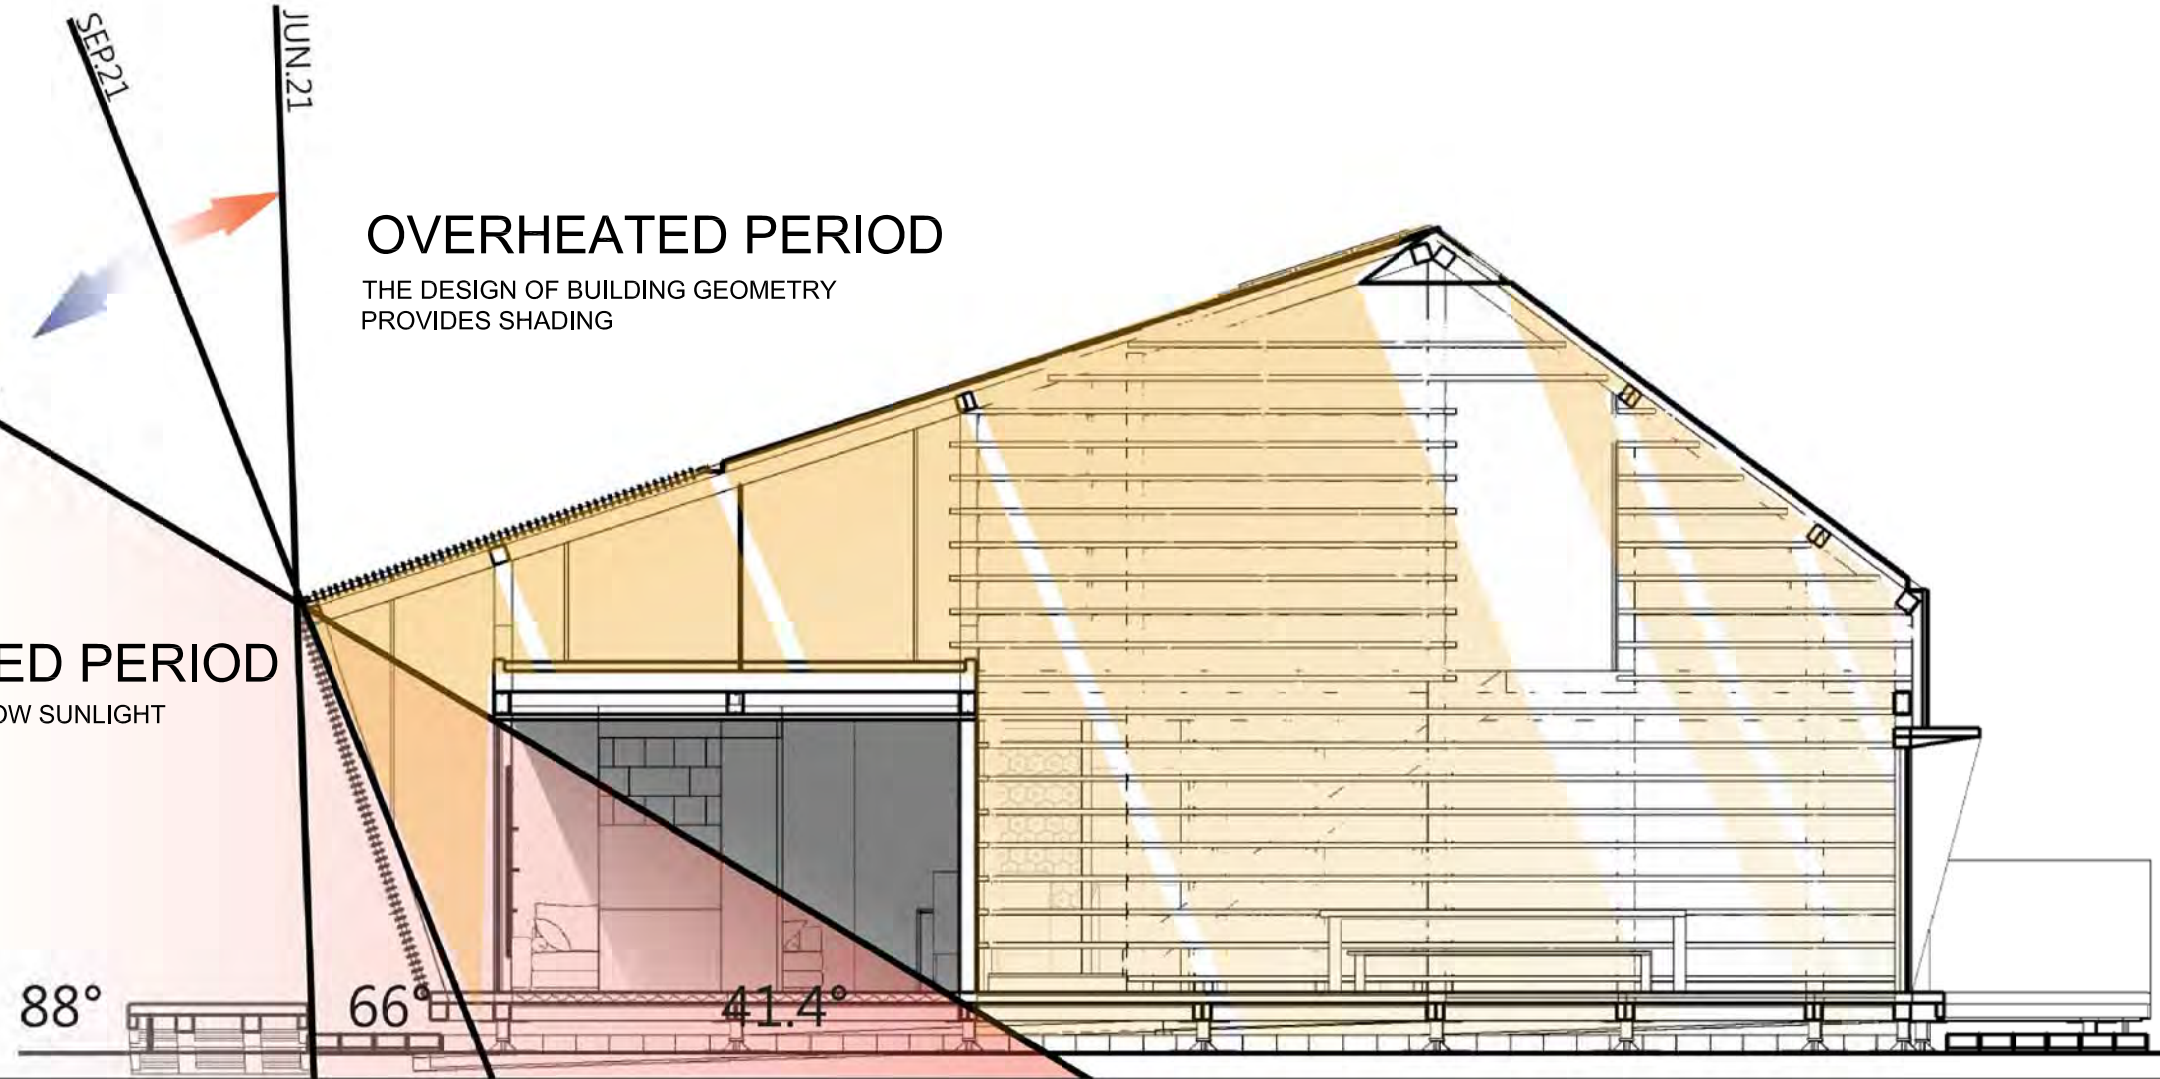 SEP.21
JUN.21
OVERHEATED PERIOD
THE DESIGN OF BUILDING GEOMETRY
PROVIDES SHADING
ED PERIOD
OW SUNLIGHT
88°
66°
41.4°